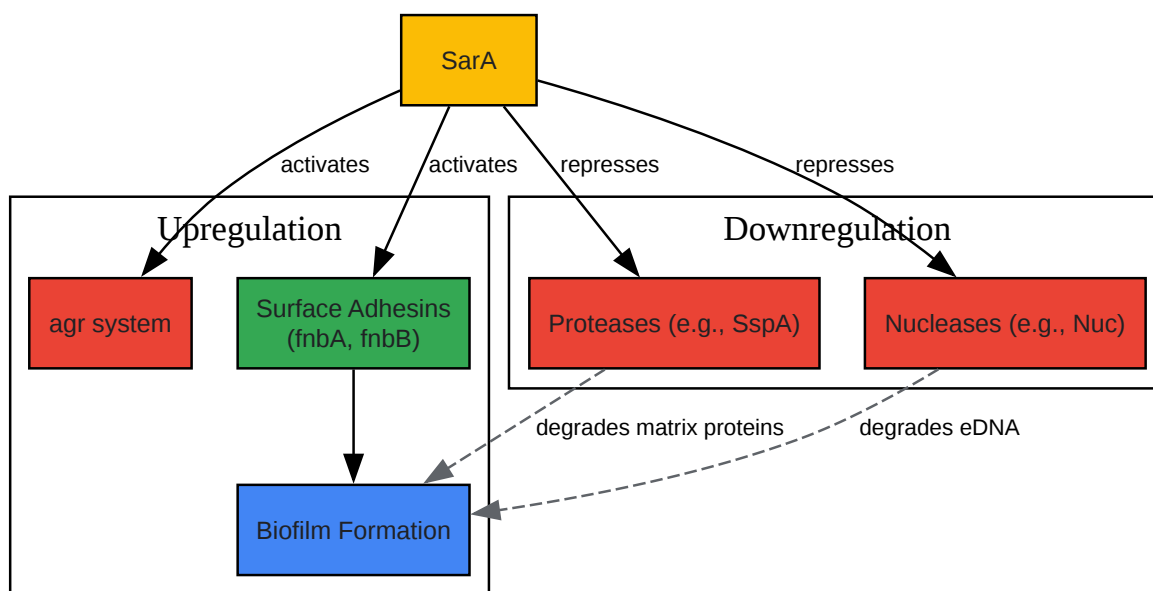 SarA
activates
activates
represses
represses
Upregulation
Downregulation
agr system
Surface Adhesins
(fnbA, fnbB)
Proteases (e.g., SspA)
Nucleases (e.g., Nuc)
degrades matrix proteins
degrades eDNA
Biofilm Formation